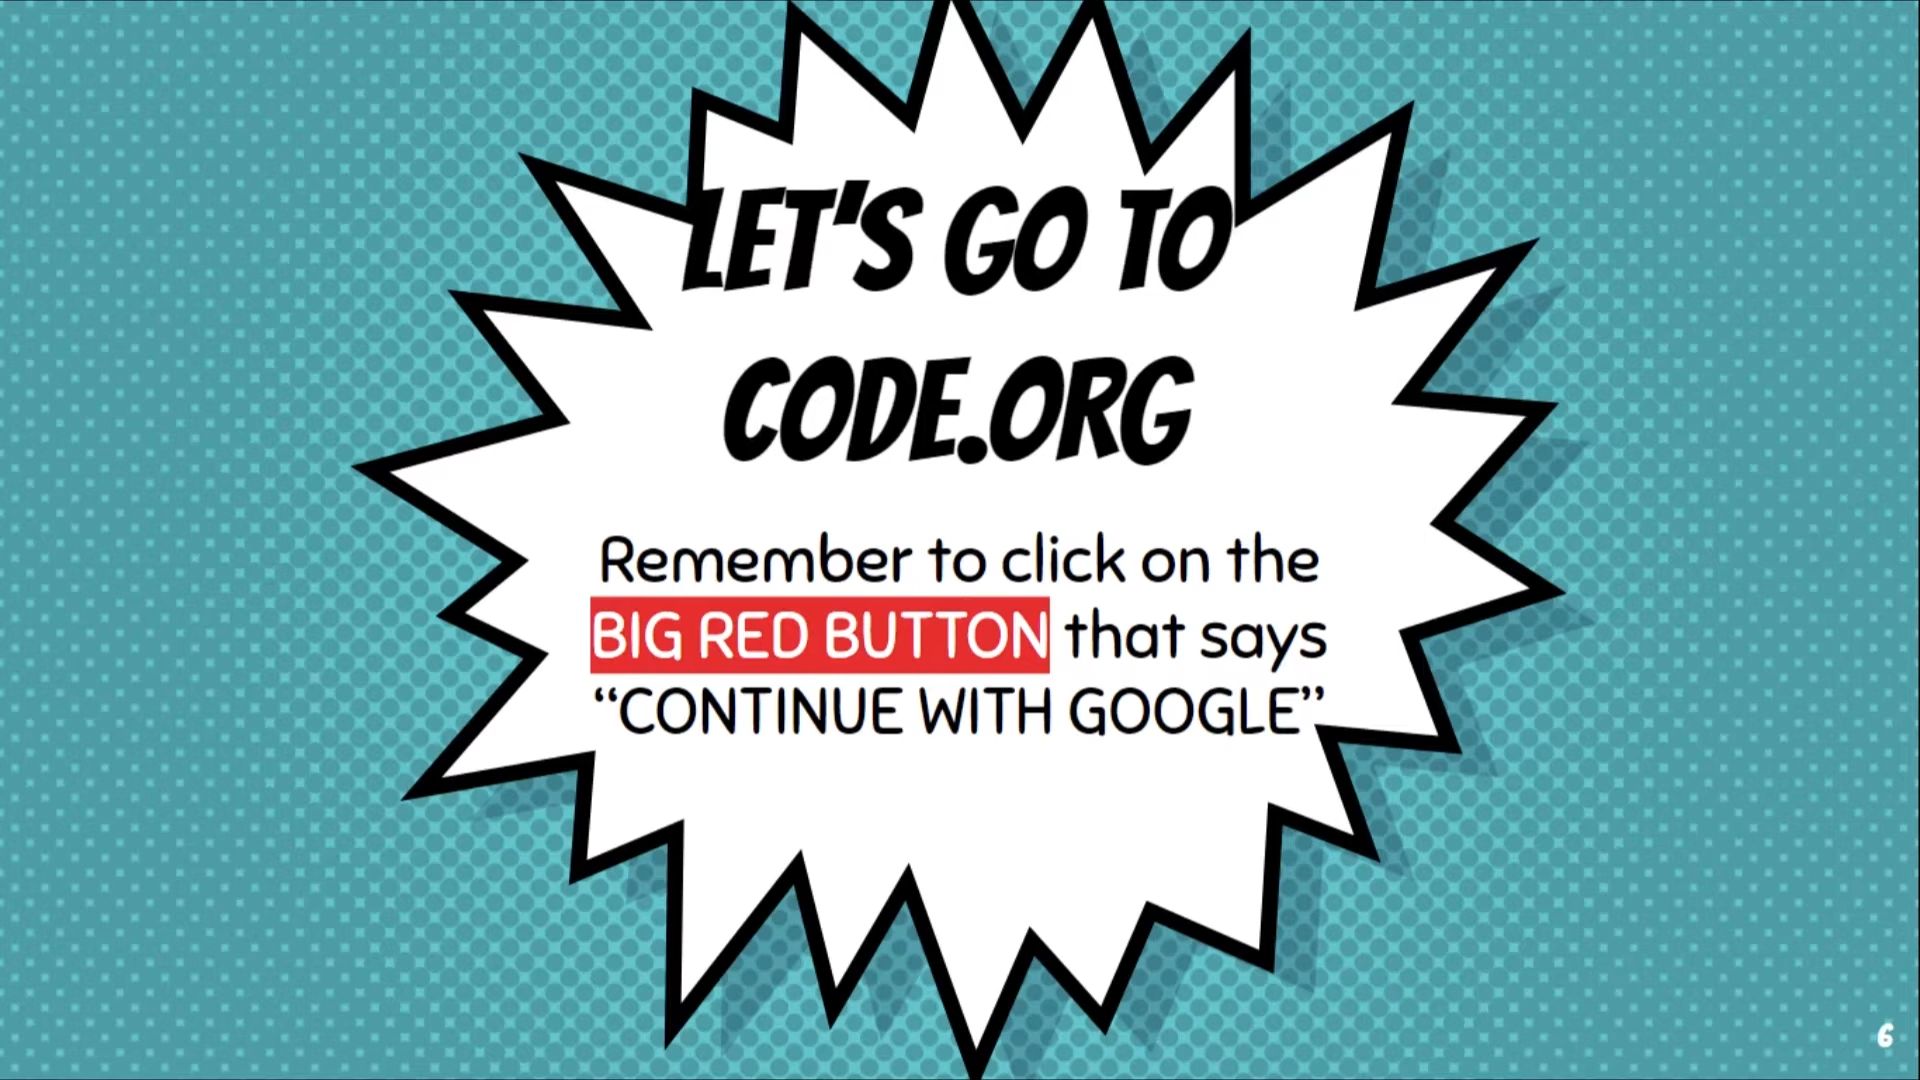 LET'S GO TO
CODE.ORG
Remember to click on the
BIG RED BUTTON that says
“CONTINUE WITH GOOGLE”
6